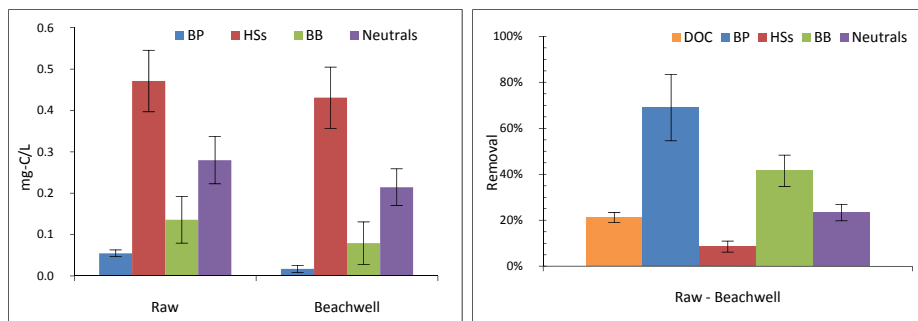 BP HSs BB Neutrals
0.6
0.5
0.4
0.3
0.2
0.1
0.0
mg-C/L
Raw Beachwell
DOC BP HSs BB Neutrals
100%
80%
60%
40%
20%
0%
Removal
Raw - Beachwell